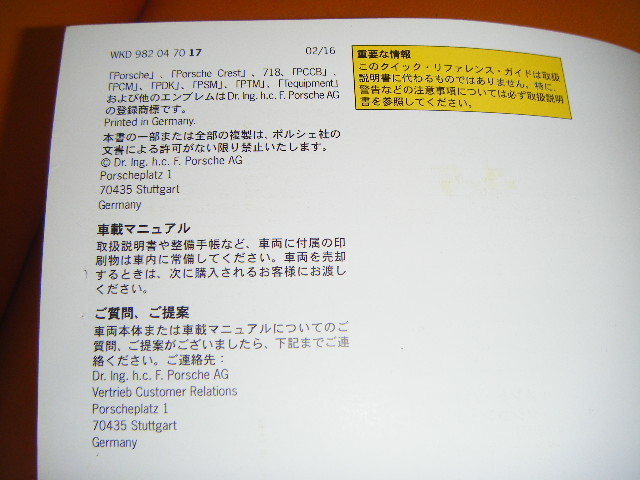 WKD 982 04 70 17 02/16
「Porsche」、「Porsche Crest」、718、「PCCB」、
「PCM」、「PDK」、「PSM」、「PTM」、「Tequipment」
および他のエンブレムはDr. Ing. h.c. F. Porsche AG
の登録商標です。
Printed in Germany.
本書の一部または全部の複製は、ポルシェ社の
文書による許可がない限り禁止いたします。
© Dr. Ing. h.c. F. Porsche AG
Porscheplatz 1
70435 Stuttgart
Germany
車載マニュアル
取扱説明書や整備手帳など、車両に付属の印
刷物は車内に常備してください。車両を売却
するときは、次に購入されるお客様にお渡し
ください。
ご質問、ご提案
車両本体または車載マニュアルについてのご
質問、ご提案がございましたら、下記までご連
絡ください。ご連絡先：
Dr. Ing. h.c. F. Porsche AG
Vertrieb Customer Relations
Porscheplatz 1
70435 Stuttgart
Germany
重要な情報
このクイック・リファレンス・ガイドは取扱
説明書に代わるものではありません。特に、
警告などの注意事項については必ず取扱説明
書を参照してください。